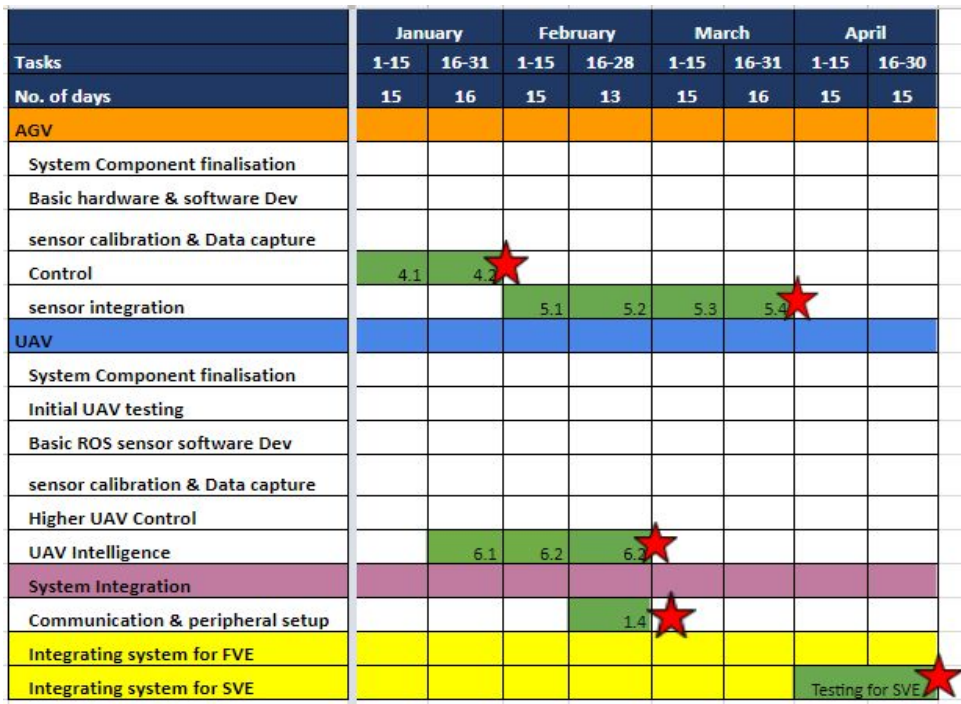 January February March April
Tasks 1-15 16-31 1-15 16-28 1-15 16-31 1-15 16-30
No. of days 15 16 15 13 15 16 15 15
AGV
System Component finalisation
Basic hardware & software Dev
sensor calibration & Data capture
Control 4.1 4.2
sensor integration 5.1 5.2 5.3 5.4
UAV
System Component finalisation
Initial UAV testing
Basic ROS sensor software Dev
sensor calibration & Data capture
Higher UAV Control
UAV Intelligence 6.1 6.2 6.2
System Integration
Communication & peripheral setup 1.4
Integrating system for FVE
Integrating system for SVE Testing for SVE